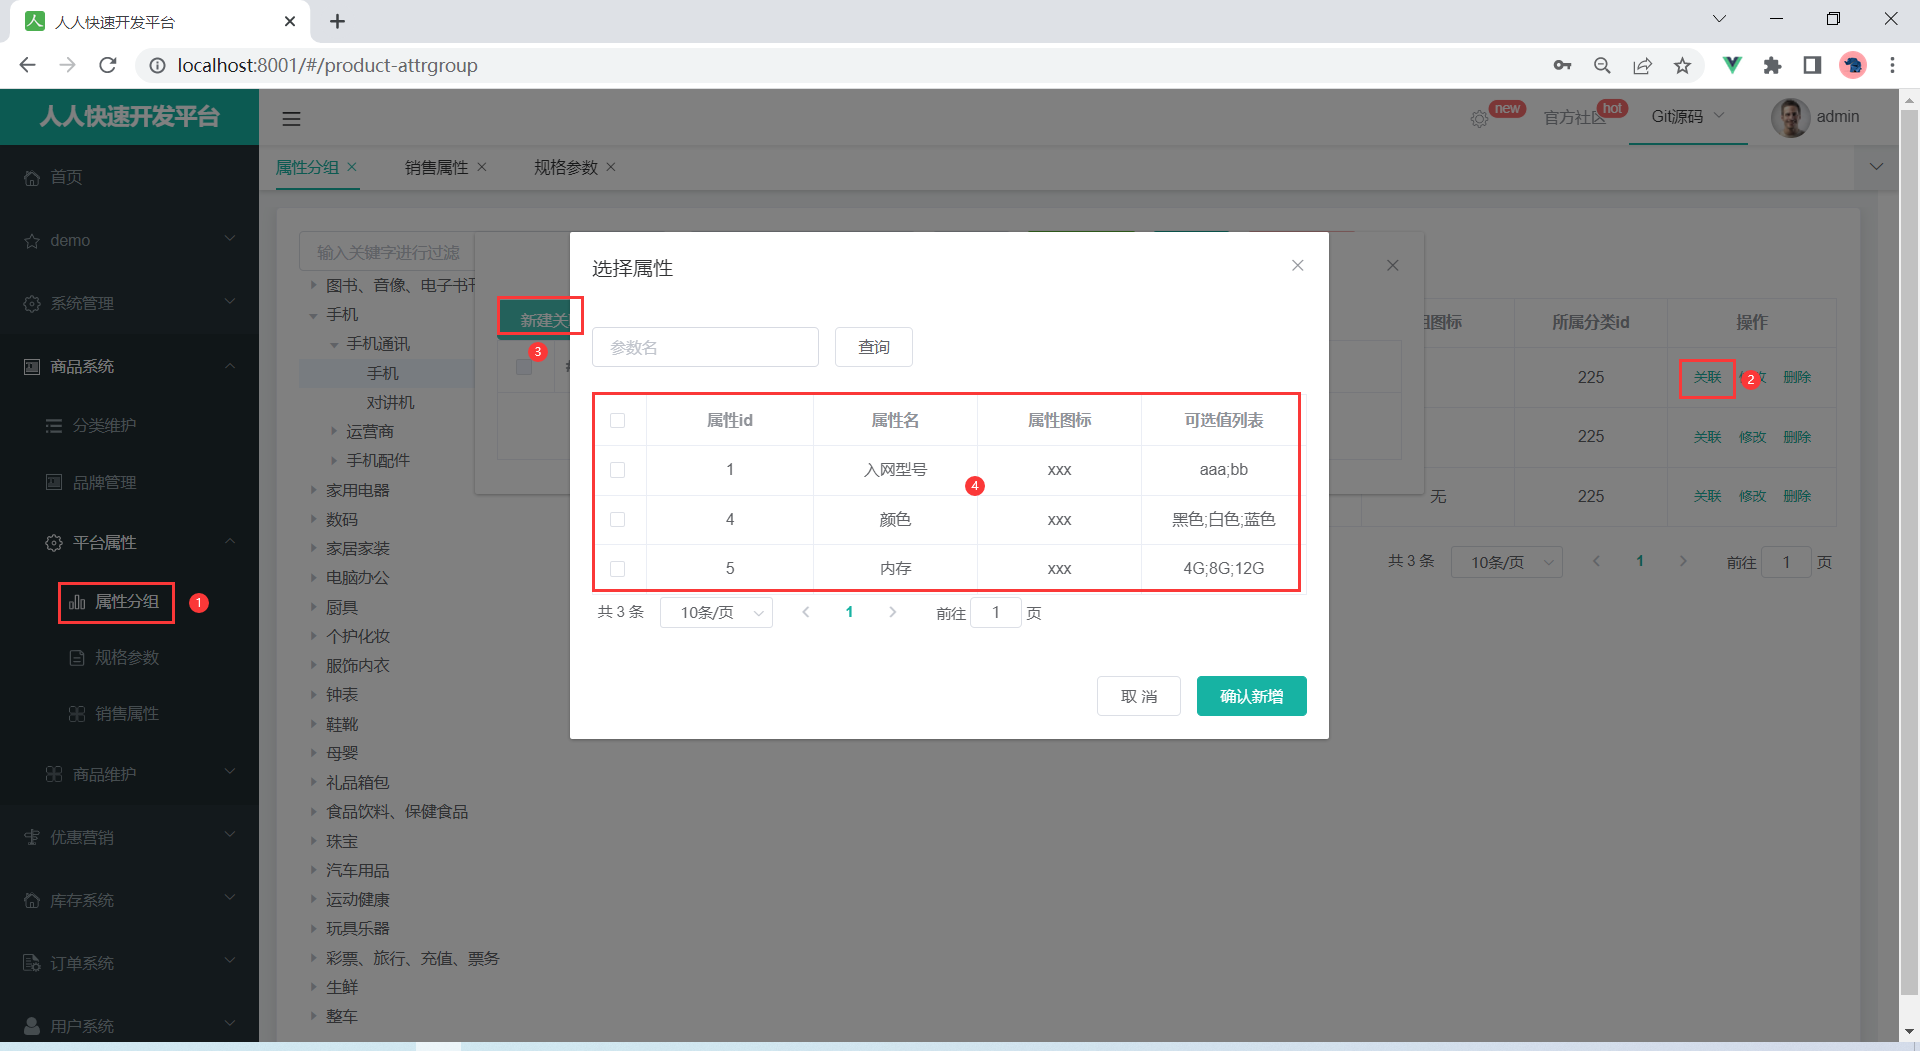 人人快速开发平台
localhost:8001/#/product-attrgroup
人人快速开发平台
new
官方社区
hot
Git源码
admin
属性分组
销售属性
规格参数
首页
demo
系统管理
商品系统
分类维护
品牌管理
平台属性
属性分组
1
规格参数
销售属性
商品维护
优惠营销
库存系统
订单系统
用户系统
输入关键字进行过滤
图书、音像、电子书刊
手机
手机通讯
手机
对讲机
运营商
手机配件
家用电器
数码
家居家装
电脑办公
厨具
个护化妆
服饰内衣
钟表
鞋靴
母婴
礼品箱包
食品饮料、保健食品
珠宝
汽车用品
运动健康
玩具乐器
彩票、旅行、充值、票务
生鲜
整车
新建关
3
选择属性
参数名
查询
属性id 属性名 属性图标 可选值列表
1 入网型号 xxx aaa;bb
4
4 颜色 xxx 黑色;白色;蓝色
5 内存 xxx 4G;8G;12G
共 3 条 10条/页 1 前往 1 页
取 消
确认新增
组图标 所属分类id 操作
225 关联 2 修改 删除
225 关联 修改 删除
无 225 关联 修改 删除
共 3 条 10条/页 1 前往 1 页